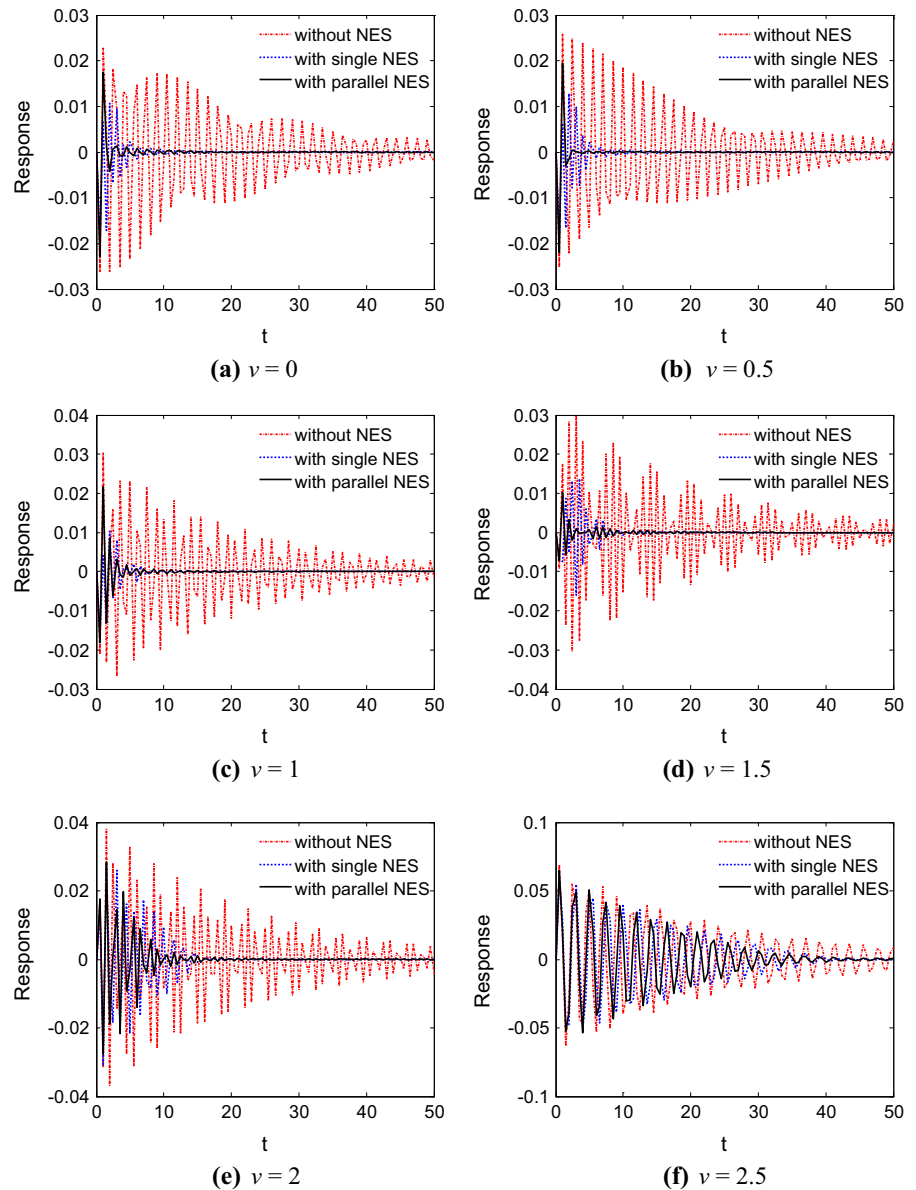 0.03
0.02
0.01
0
-0.01
-0.02
-0.03
Response
without NES
with single NES
with parallel NES
0 10 20 30 40 50
t
(a) v = 0
0.03
0.02
0.01
0
-0.01
-0.02
-0.03
Response
without NES
with single NES
with parallel NES
0 10 20 30 40 50
t
(b) v = 0.5
0.04
0.03
0.02
0.01
0
-0.01
-0.02
-0.03
Response
without NES
with single NES
with parallel NES
0 10 20 30 40 50
t
(c) v = 1
0.03
0.02
0.01
0
-0.01
-0.02
-0.03
-0.04
Response
without NES
with single NES
with parallel NES
0 10 20 30 40 50
t
(d) v = 1.5
0.04
0.02
0
-0.02
-0.04
Response
without NES
with single NES
with parallel NES
0 10 20 30 40 50
t
(e) v = 2
0.1
0.05
0
-0.05
-0.1
Response
without NES
with single NES
with parallel NES
0 10 20 30 40 50
t
(f) v = 2.5